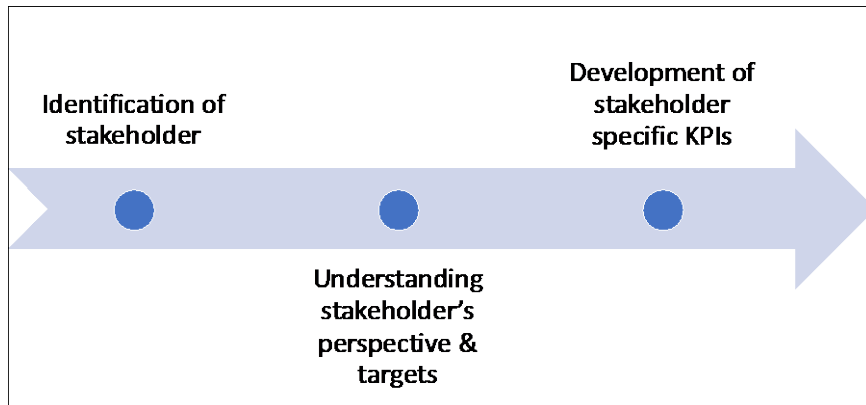 Identification of
stakeholder
Understanding
stakeholder's
perspective &
targets
Development of
stakeholder
specific KPIs